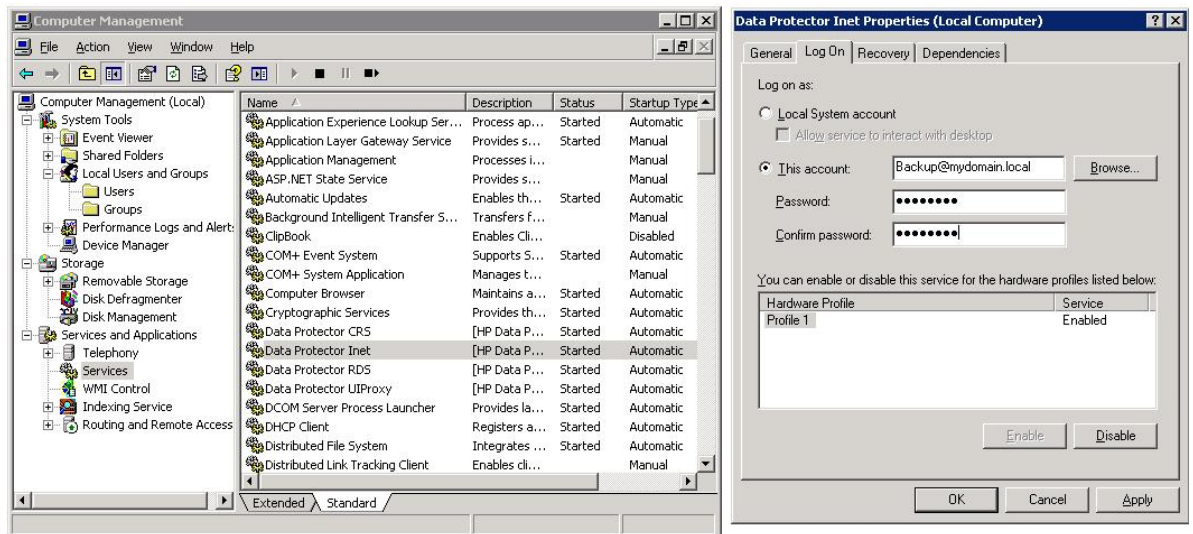 Computer Management
File Action View Window Help
Computer Management (Local)
System Tools
Event Viewer
Shared Folders
Local Users and Groups
Users
Groups
Performance Logs and Alert:
Device Manager
Storage
Removable Storage
Disk Defragmenter
Disk Management
Services and Applications
Telephony
Services
WMI Control
Indexing Service
Routing and Remote Access
Name Description Status Startup Type
Application Experience Lookup Ser... Process ap... Started Automatic
Application Layer Gateway Service Provides s... Started Manual
Application Management Processes i... Manual
ASP.NET State Service Provides s... Manual
Automatic Updates Enables th... Started Automatic
Background Intelligent Transfer S... Transfers f... Manual
ClipBook Enables Cli... Disabled
COM+ Event System Supports S... Started Automatic
COM+ System Application Manages t... Manual
Computer Browser Maintains a... Started Automatic
Cryptographic Services Provides th... Started Automatic
Data Protector CRS [HP Data P... Started Automatic
Data Protector Inet [HP Data P... Started Automatic
Data Protector RDS [HP Data P... Started Automatic
Data Protector UIProxy [HP Data P... Started Automatic
DCOM Server Process Launcher Provides la... Started Automatic
DHCP Client Registers a... Started Automatic
Distributed File System Integrates ... Started Automatic
Distributed Link Tracking Client Enables cli... Manual
Extended Standard
Data Protector Inet Properties (Local Computer)
General Log On Recovery Dependencies
Log on as:
Local System account
Allow service to interact with desktop
This account: Backup@mydomain.local Browse...
Password: ●●●●●●●●
Confirm password: ●●●●●●●●
You can enable or disable this service for the hardware profiles listed below:
Hardware Profile Service
Profile 1 Enabled
Enable Disable
OK Cancel Apply